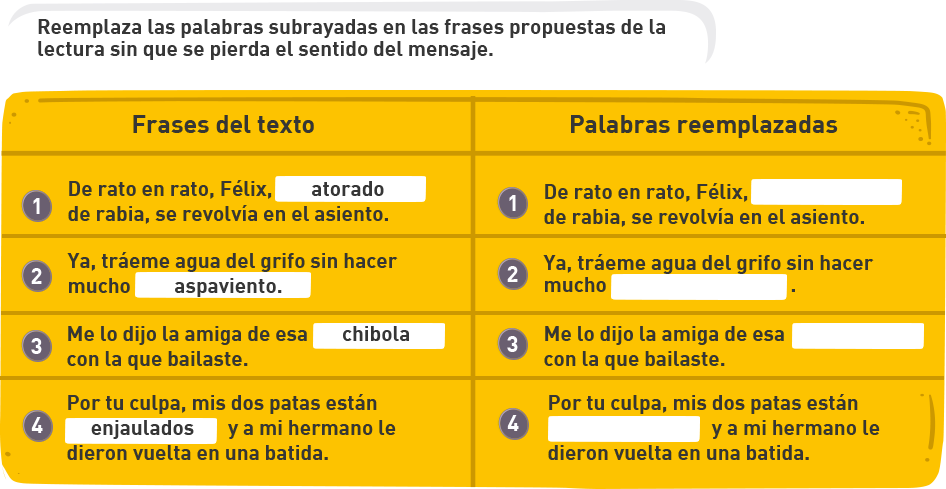 Reemplaza las palabras subrayadas en las frases propuestas de la
lectura sin que se pierda el sentido del mensaje.
Frases del texto
Palabras reemplazadas
1
De rato en rato, Félix, atorado
de rabia, se revolvía en el asiento.
1
De rato en rato, Félix,
de rabia, se revolvía en el asiento.
2
Ya, tráeme agua del grifo sin hacer
mucho aspaviento.
2
Ya, tráeme agua del grifo sin hacer
mucho .
3
Me lo dijo la amiga de esa chibola
con la que bailaste.
3
Me lo dijo la amiga de esa
con la que bailaste.
4
Por tu culpa, mis dos patas están
enjaulados y a mi hermano le
dieron vuelta en una batida.
4
Por tu culpa, mis dos patas están
y a mi hermano le
dieron vuelta en una batida.